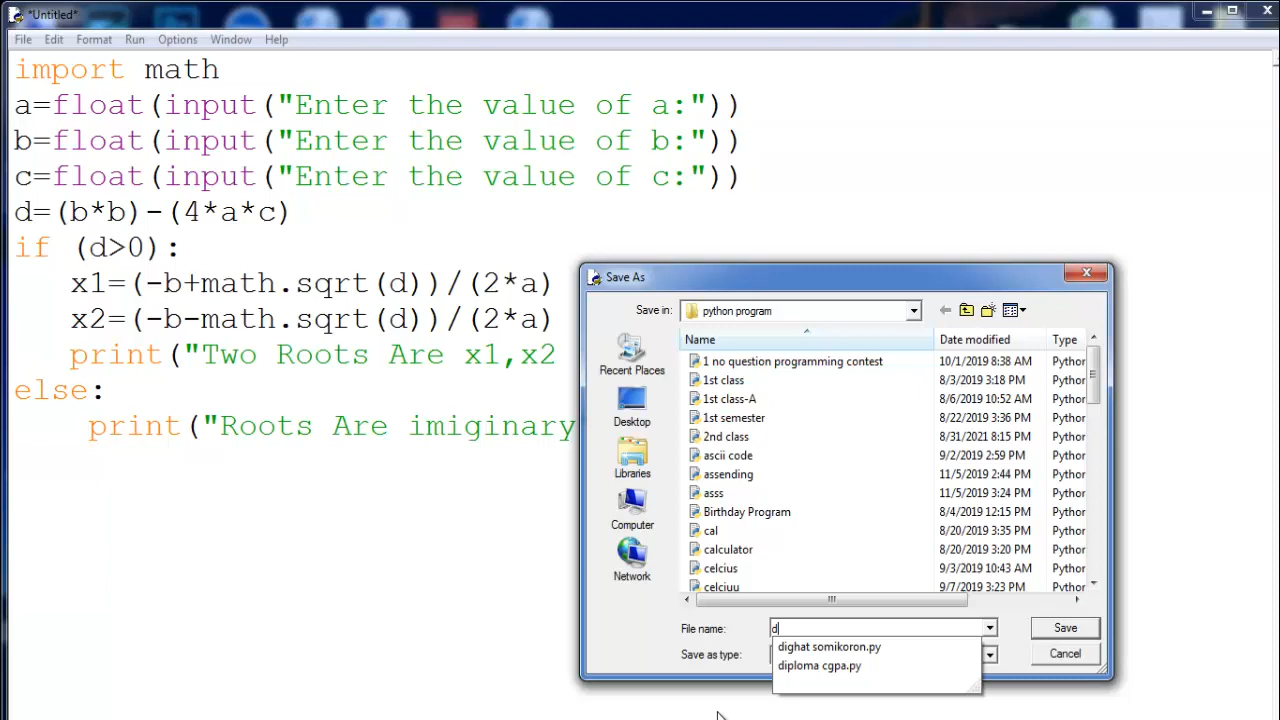 *Untitled*
File Edit Format Run Options Window Help
import math
a=float(input("Enter the value of a:"))
b=float(input("Enter the value of b:"))
c=float(input("Enter the value of c:"))
d=(b*b)-(4*a*c)
if (d>0):
x1=(-b+math.sqrt(d))/(2*a)
x2=(-b-math.sqrt(d))/(2*a)
print("Two Roots Are x1,x2
else:
print("Roots Are imiginary
Save As
Save in: python program
Recent Places
Desktop
Libraries
Computer
Network
Name Date modified Type
1 no question programming contest 10/1/2019 8:38 AM Python
1st class 8/3/2019 3:18 PM Python
1st class-A 8/6/2019 10:52 AM Python
1st semester 8/22/2019 3:36 PM Python
2nd class 8/31/2021 8:15 PM Python
ascii code 9/2/2019 2:59 PM Python
assending 11/5/2019 2:44 PM Python
asss 11/5/2019 3:24 PM Python
Birthday Program 8/4/2019 12:15 PM Python
cal 8/20/2019 3:35 PM Python
calculator 8/20/2019 3:20 PM Python
celcius 9/3/2019 10:43 AM Python
celciuu 9/7/2019 3:23 PM Python
File name: d Save
dighat somikoron.py
Save as type: Cancel
diploma cgpa.py